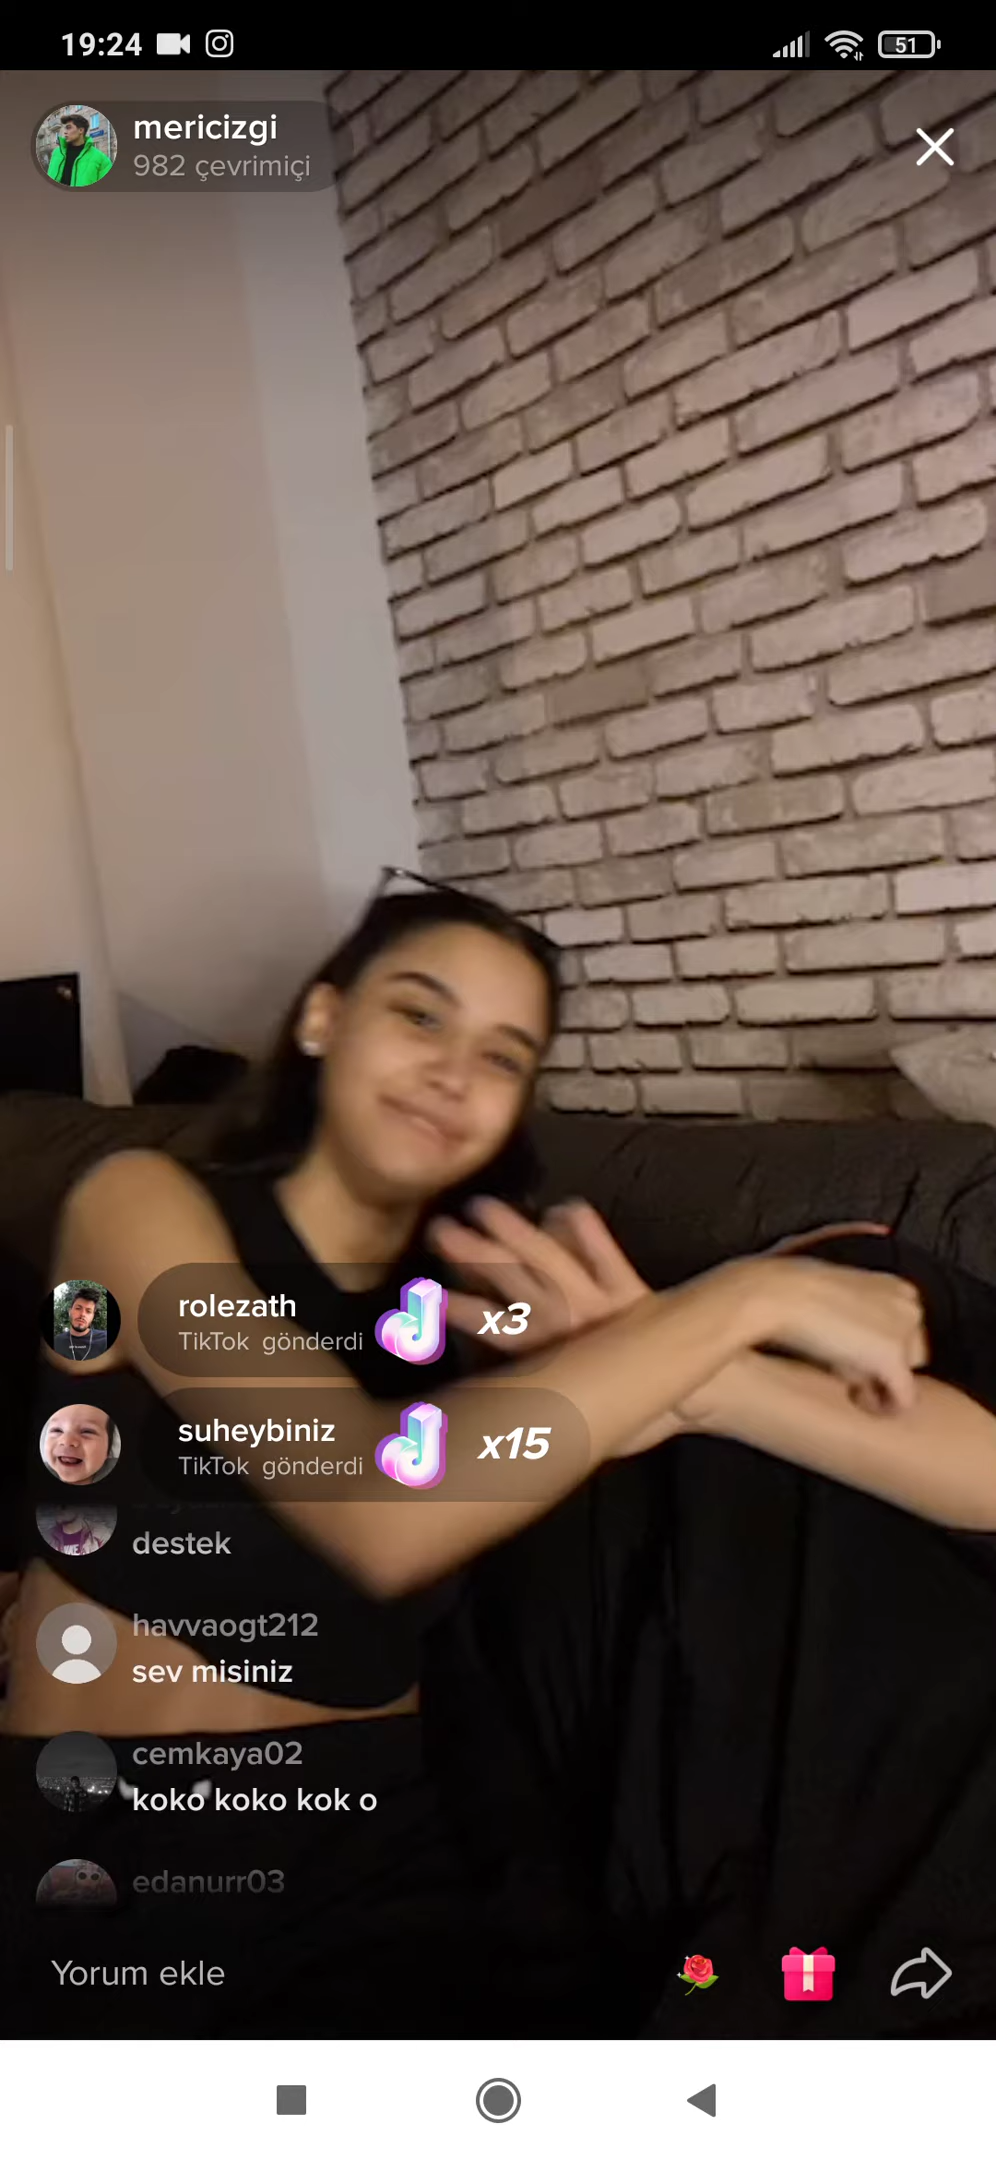 19:24
51
mericizgi
982 çevrimiçi
rolezath
TikTok gönderdi
x3
suheybiniz
TikTok gönderdi
x15
destek
havvaogt212
sev misiniz
cemkaya02
koko koko kok o
edanurr03
Yorum ekle